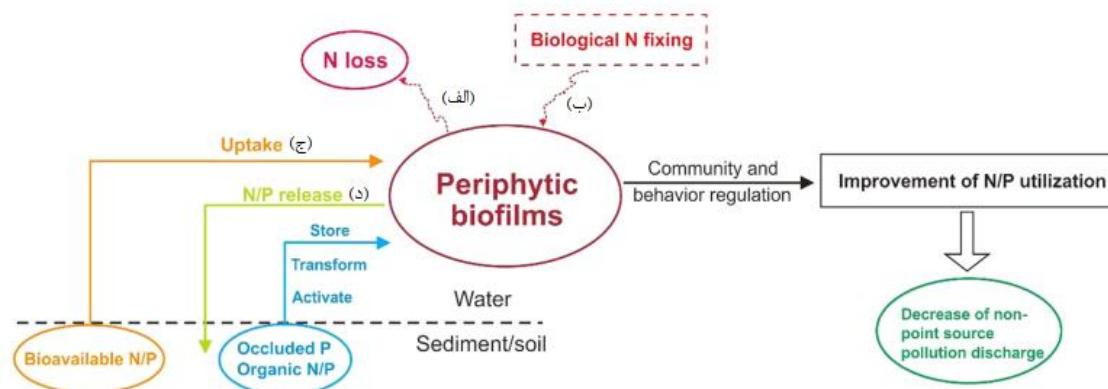 N loss
Biological N fixing
(الف)
(ب)
Uptake (ج)
N/P release (د)
Store
Transform
Activate
Periphytic
biofilms
Community and
behavior regulation
Improvement of N/P utilization
Water
Sediment/soil
Bioavailable N/P
Occluded P
Organic N/P
Decrease of non-
point source
pollution discharge